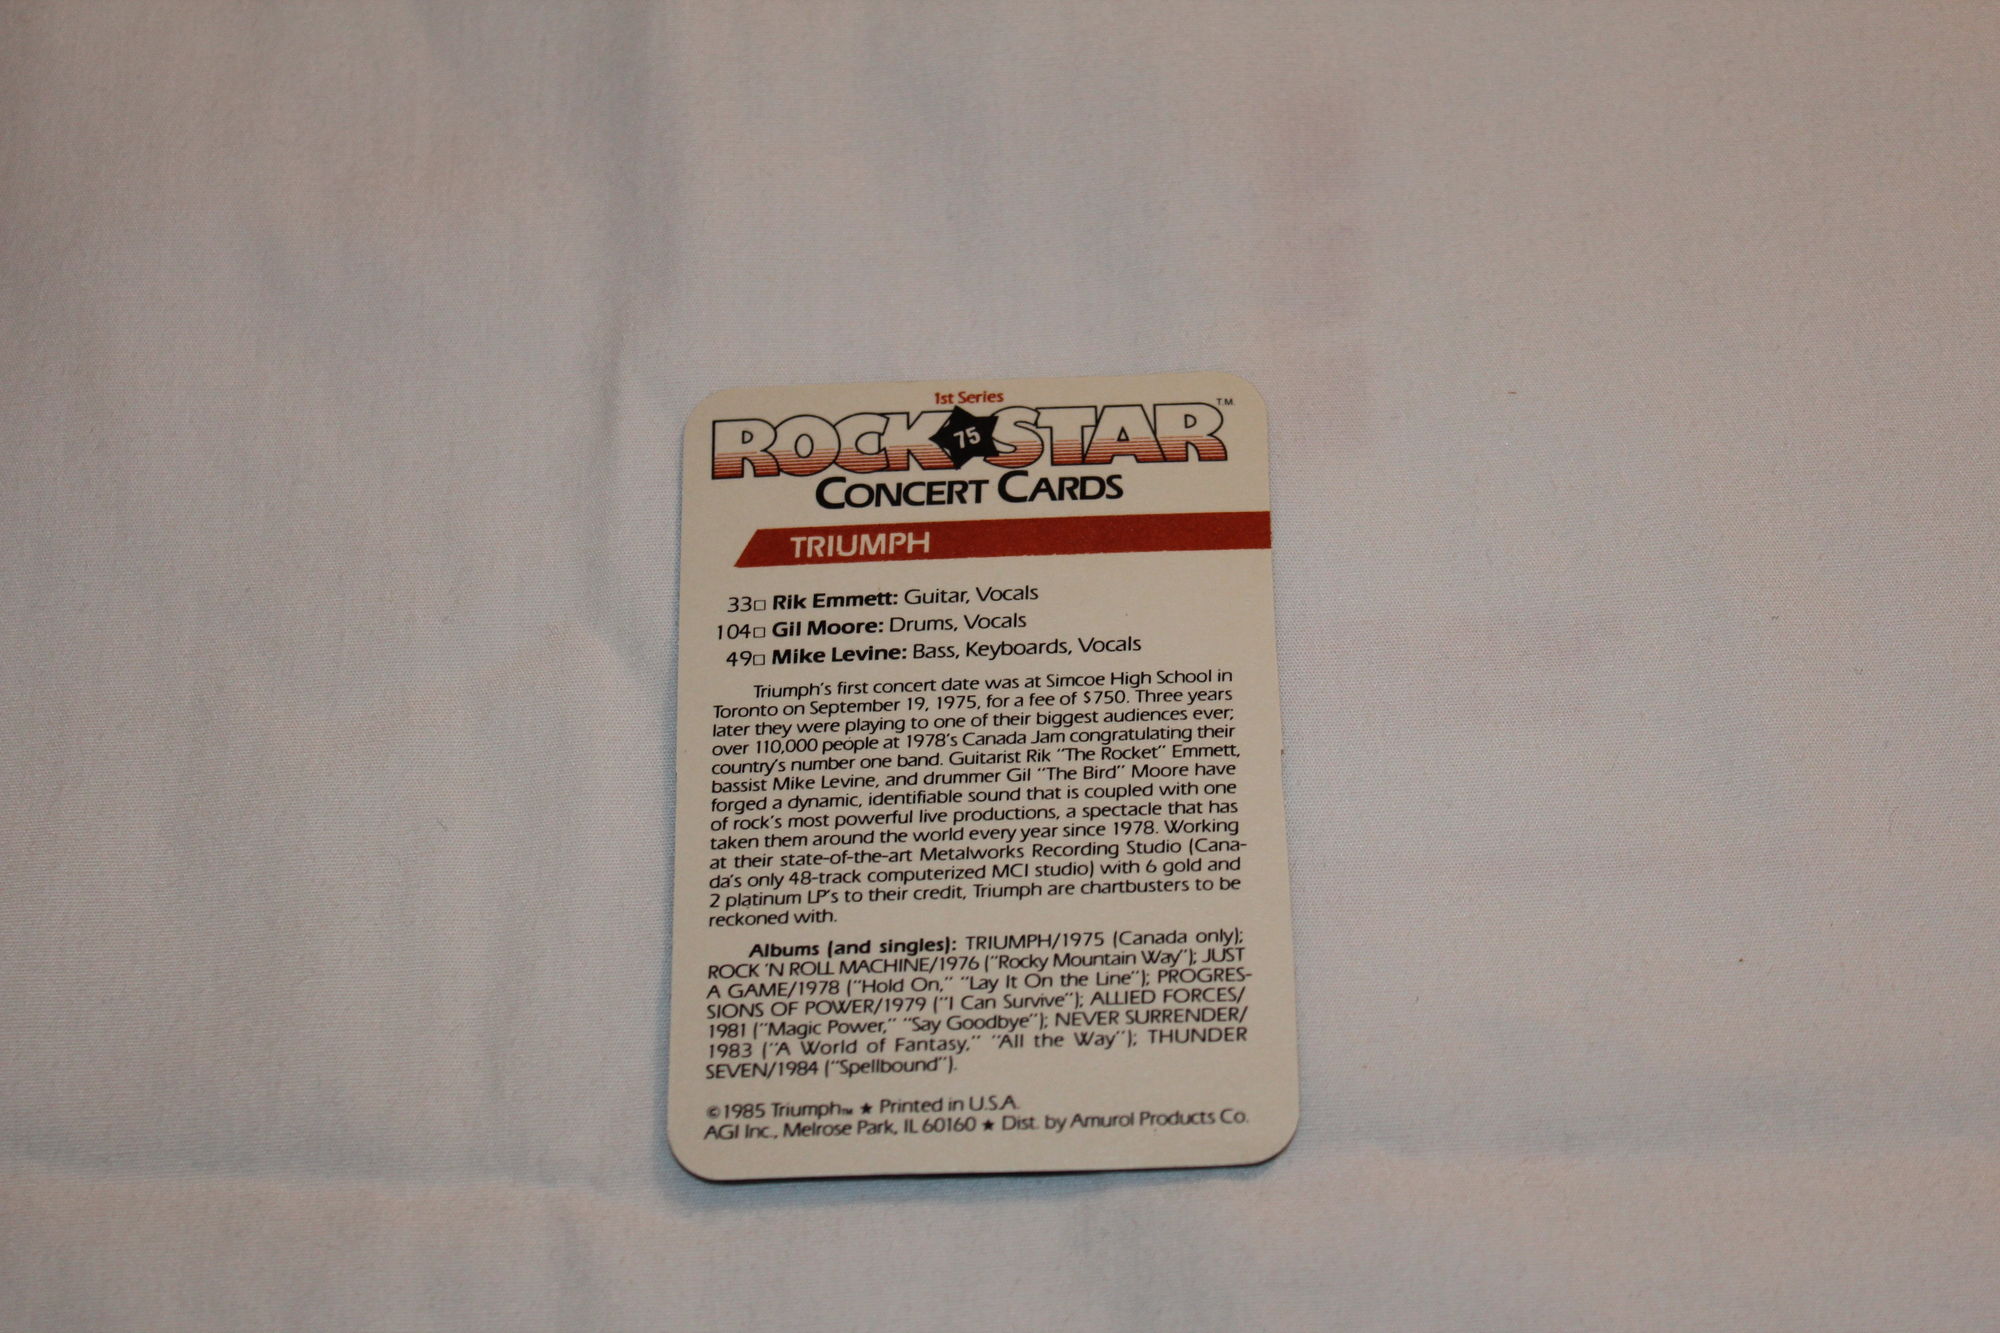 1st Series
ROCK 75 STAR TM
CONCERT CARDS
TRIUMPH
33□ Rik Emmett: Guitar, Vocals
104□ Gil Moore: Drums, Vocals
49□ Mike Levine: Bass, Keyboards, Vocals
Triumph's first concert date was at Simcoe High School in
Toronto on September 19, 1975, for a fee of $750. Three years
later they were playing to one of their biggest audiences ever;
over 110,000 people at 1978's Canada Jam congratulating their
country's number one band. Guitarist Rik "The Rocket" Emmett,
bassist Mike Levine, and drummer Gil "The Bird" Moore have
forged a dynamic, identifiable sound that is coupled with one
of rock's most powerful live productions, a spectacle that has
taken them around the world every year since 1978. Working
at their state-of-the-art Metalworks Recording Studio (Cana-
da's only 48-track computerized MCI studio) with 6 gold and
2 platinum LP's to their credit, Triumph are chartbusters to be
reckoned with.
Albums (and singles): TRIUMPH/1975 (Canada only);
ROCK 'N ROLL MACHINE/1976 ("Rocky Mountain Way"); JUST
A GAME/1978 ("Hold On," "Lay It On the Line"); PROGRES-
SIONS OF POWER/1979 ("I Can Survive"); ALLIED FORCES/
1981 ("Magic Power," "Say Goodbye"); NEVER SURRENDER/
1983 ("A World of Fantasy," "All the Way"); THUNDER
SEVEN/1984 ("Spellbound").
©1985 Triumph TM ★ Printed in U.S.A.
AGI Inc., Melrose Park, IL 60160 ★ Dist. by Amurol Products Co.